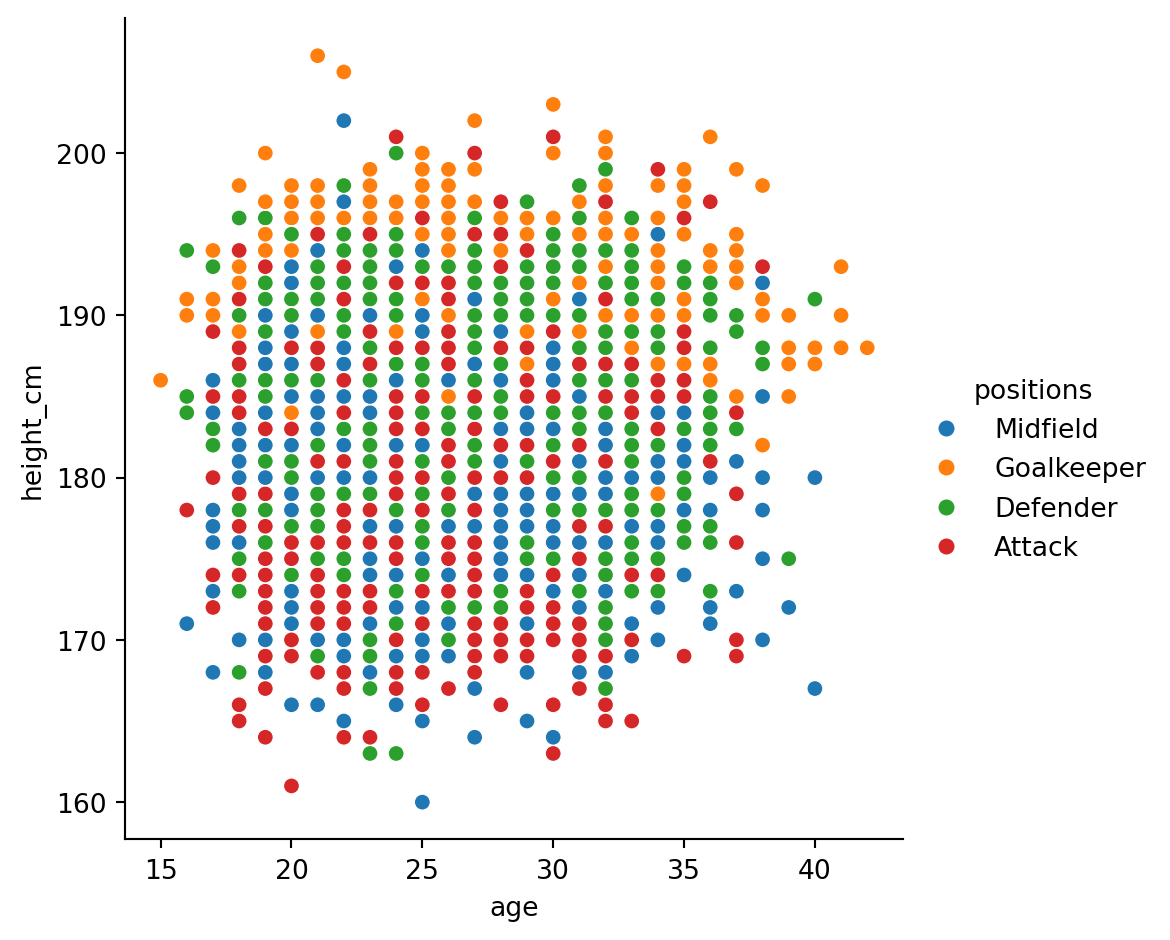 height_cm
200
190
180
170
160
15 20 25 30 35 40
age
positions
Midfield
Goalkeeper
Defender
Attack